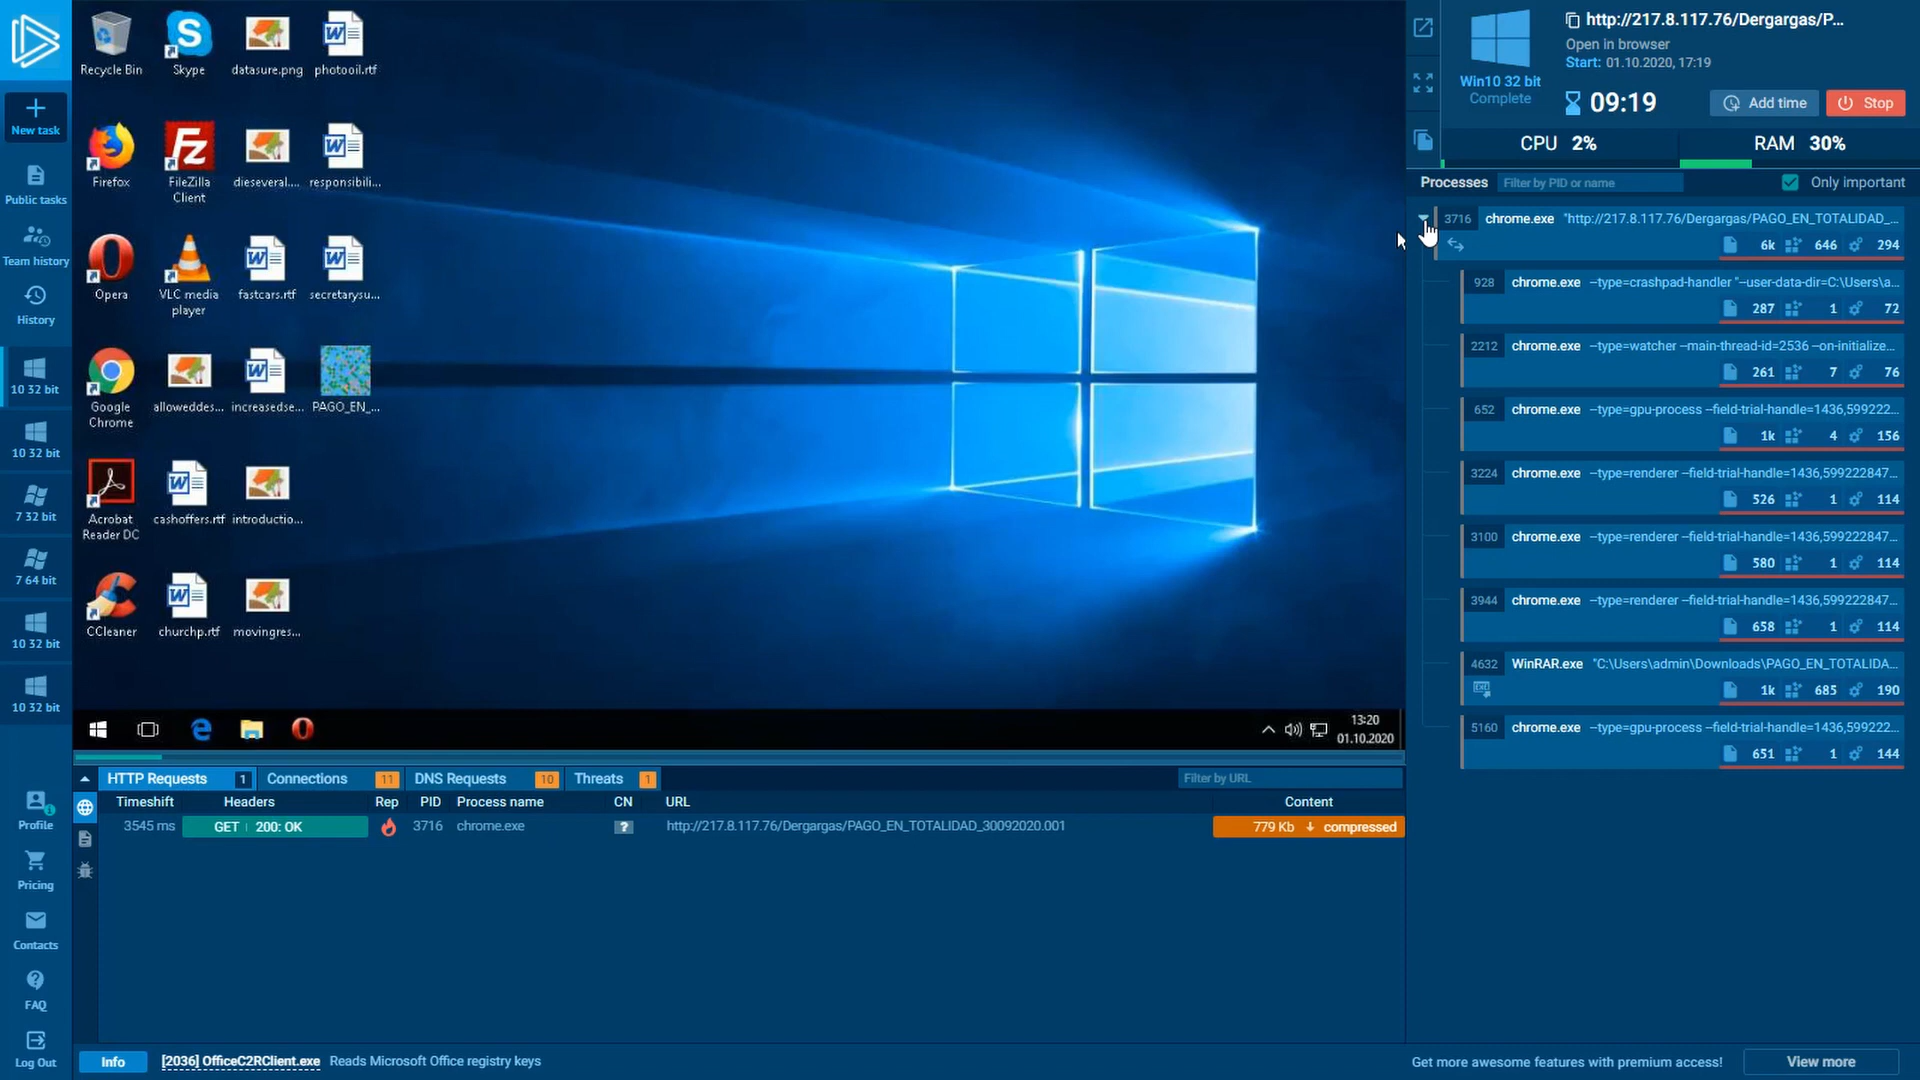 New task
Public tasks
Team history
History
10 32 bit
10 32 bit
7 32 bit
7 64 bit
10 32 bit
10 32 bit
Profile
Pricing
Contacts
FAQ
Log Out
Recycle Bin
Skype
datasure.png
photooil.rtf
Firefox
FileZilla Client
dieseveral....
responsibili...
Opera
VLC media player
fastcars.rtf
secretarysu...
Google Chrome
alloweddes...
increasedse...
PAGO_EN_...
Acrobat Reader DC
cashoffers.rtf
introductio...
CCleaner
churchp.rtf
movingres...
13:20
01.10.2020
HTTP Requests 1 Connections 11 DNS Requests 10 Threats 1 Filter by URL
Timeshift Headers Rep PID Process name CN URL Content
3545 ms GET 200: OK 3716 chrome.exe ? http://217.8.117.76/Dergargas/PAGO_EN_TOTALIDAD_30092020.001 779 Kb compressed
Info [2036] OfficeC2RClient.exe Reads Microsoft Office registry keys
Get more awesome features with premium access! View more
Win10 32 bit
Complete
http://217.8.117.76/Dergargas/P...
Open in browser
Start: 01.10.2020, 17:19
09:19 Add time Stop
CPU 2% RAM 30%
Processes Filter by PID or name Only important
3716 chrome.exe "http://217.8.117.76/Dergargas/PAGO_EN_TOTALIDAD_...
6k 646 294
928 chrome.exe --type=crashpad-handler "--user-data-dir=C:\Users\a...
287 1 72
2212 chrome.exe --type=watcher --main-thread-id=2536 --on-initialize...
261 7 76
652 chrome.exe --type=gpu-process --field-trial-handle=1436,599222...
1k 4 156
3224 chrome.exe --type=renderer --field-trial-handle=1436,599222847...
526 1 114
3100 chrome.exe --type=renderer --field-trial-handle=1436,599222847...
580 1 114
3944 chrome.exe --type=renderer --field-trial-handle=1436,599222847...
658 1 114
4632 WinRAR.exe "C:\Users\admin\Downloads\PAGO_EN_TOTALIDA...
1k 685 190
5160 chrome.exe --type=gpu-process --field-trial-handle=1436,599222...
651 1 144